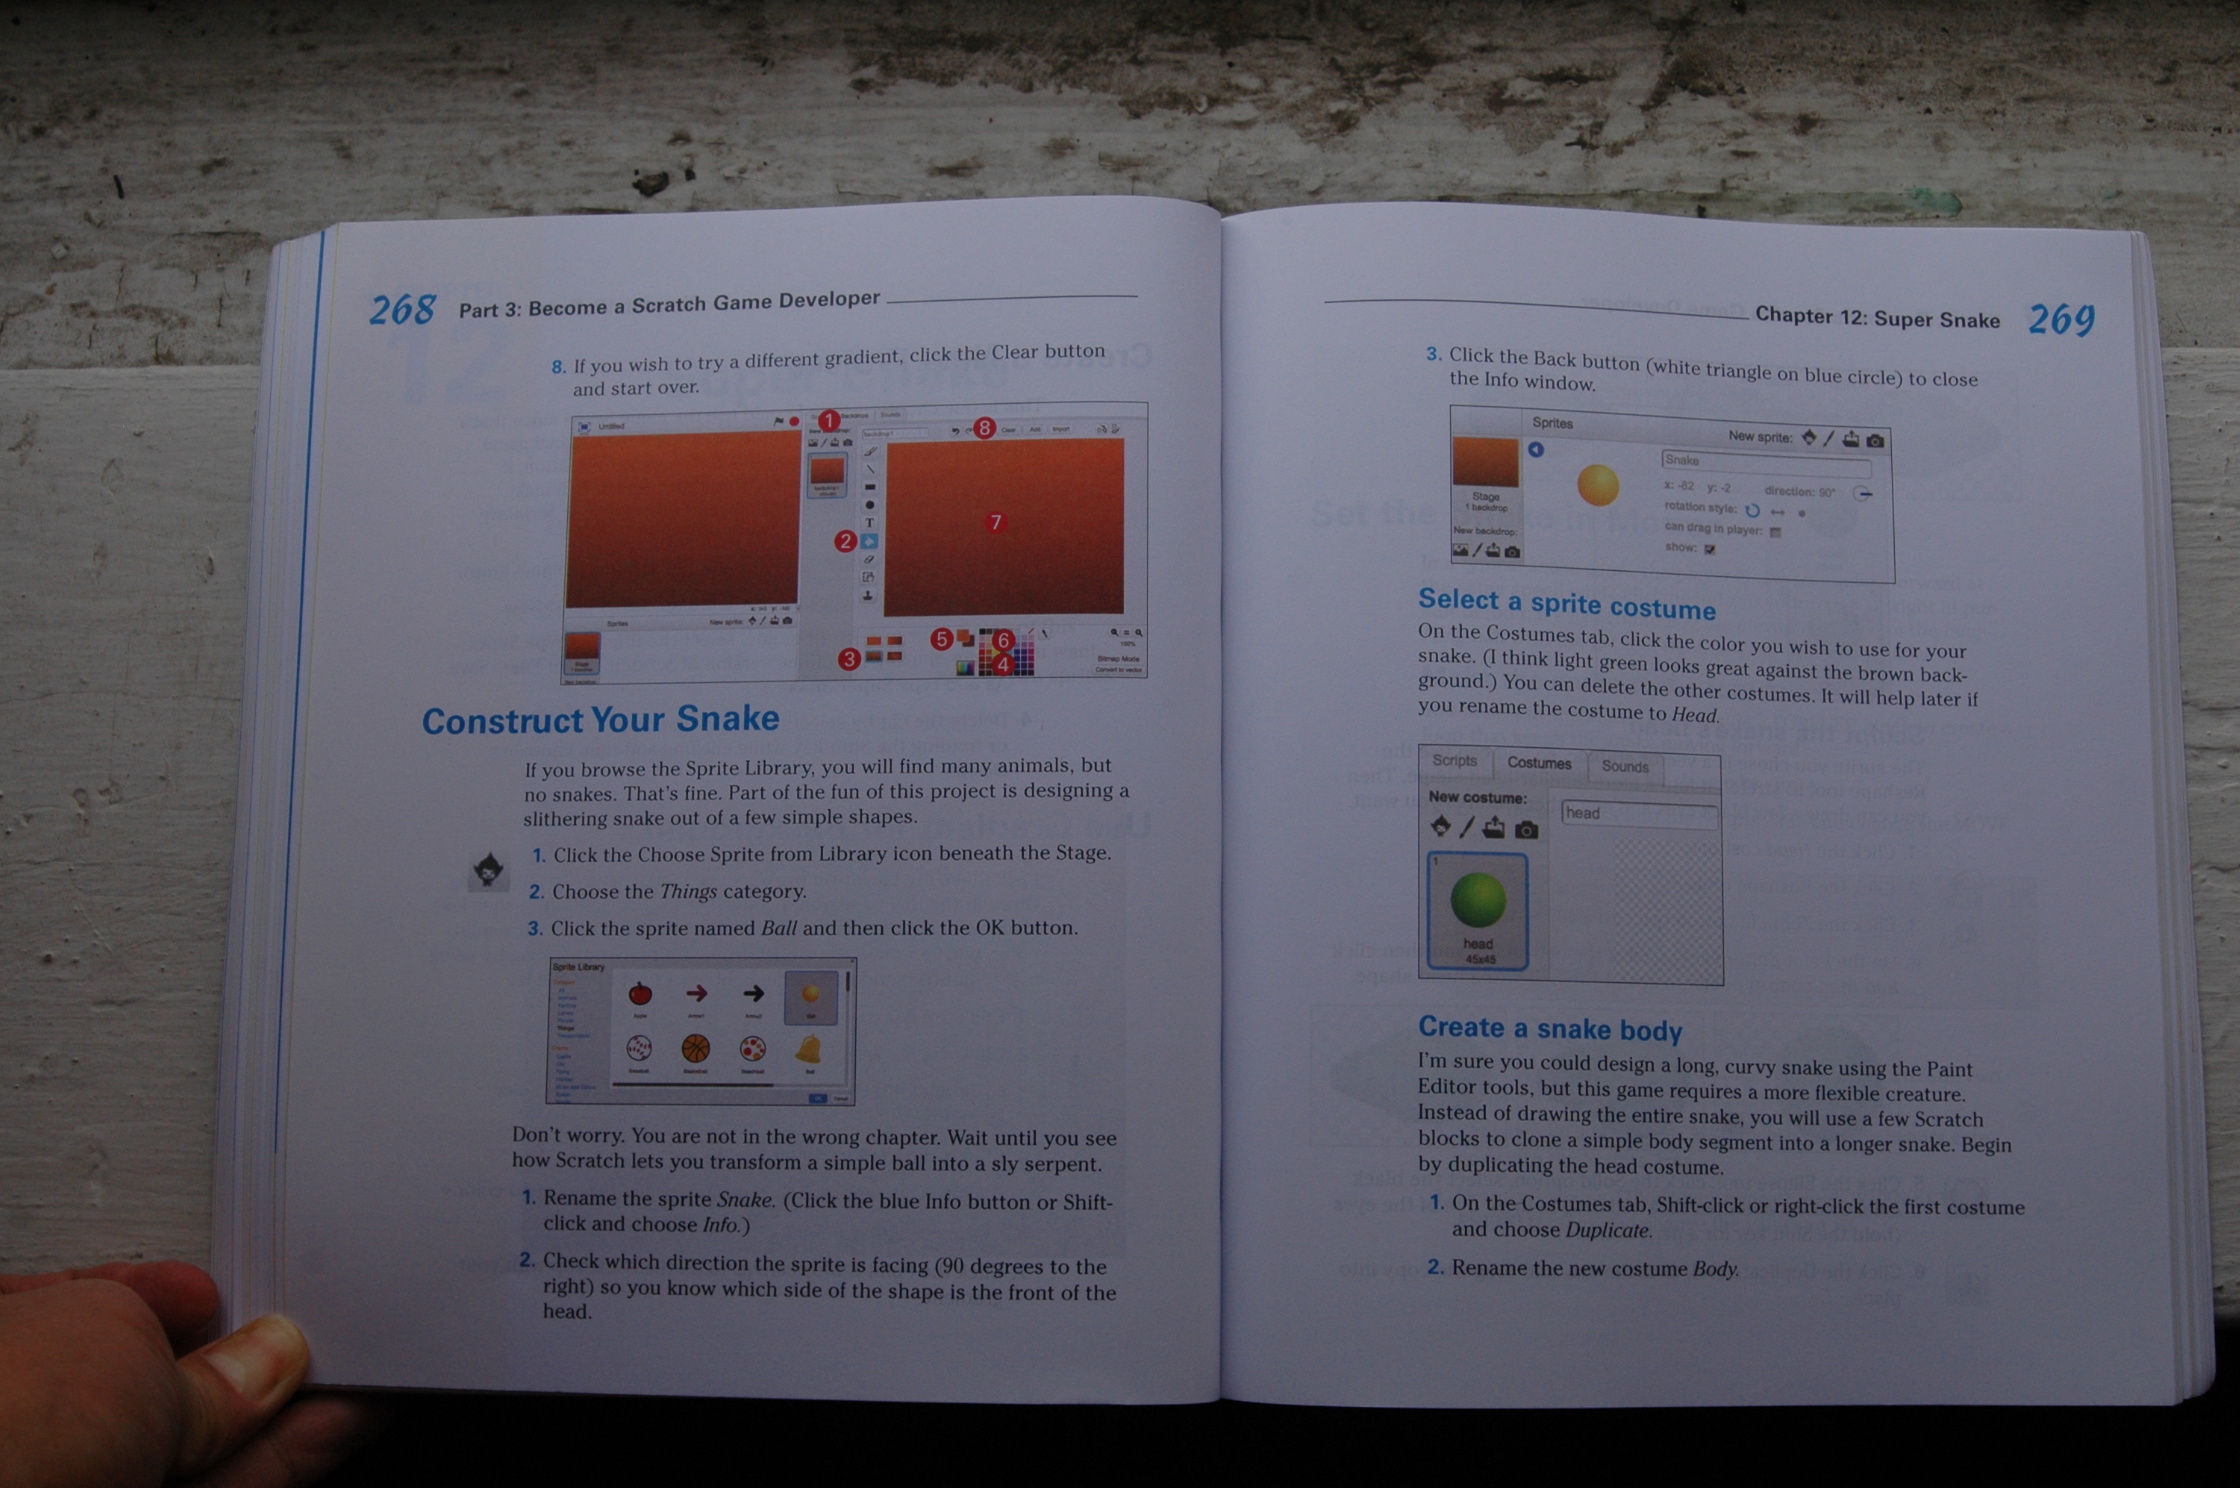 268 Part 3: Become a Scratch Game Developer
8. If you wish to try a different gradient, click the Clear button
and start over.
Untitled
1
8
7
2
5
6
4
3
Sprites
New sprite:
Bitmap Mode
Convert to vector
Construct Your Snake
If you browse the Sprite Library, you will find many animals, but
no snakes. That's fine. Part of the fun of this project is designing a
slithering snake out of a few simple shapes.
1. Click the Choose Sprite from Library icon beneath the Stage.
2. Choose the Things category.
3. Click the sprite named Ball and then click the OK button.
Sprite Library
Don't worry. You are not in the wrong chapter. Wait until you see
how Scratch lets you transform a simple ball into a sly serpent.
1. Rename the sprite Snake. (Click the blue Info button or Shift-
click and choose Info.)
2. Check which direction the sprite is facing (90 degrees to the
right) so you know which side of the shape is the front of the
head.
Chapter 12: Super Snake 269
3. Click the Back button (white triangle on blue circle) to close
the Info window.
Sprites
New sprite:
Snake
x: -82 y: -2 direction: 90°
rotation style:
can drag in player:
show:
Stage
1 backdrop
New backdrop:
Select a sprite costume
On the Costumes tab, click the color you wish to use for your
snake. (I think light green looks great against the brown back-
ground.) You can delete the other costumes. It will help later if
you rename the costume to Head.
Scripts Costumes Sounds
New costume:
head
1
head
45x45
Create a snake body
I'm sure you could design a long, curvy snake using the Paint
Editor tools, but this game requires a more flexible creature.
Instead of drawing the entire snake, you will use a few Scratch
blocks to clone a simple body segment into a longer snake. Begin
by duplicating the head costume.
1. On the Costumes tab, Shift-click or right-click the first costume
and choose Duplicate.
2. Rename the new costume Body.